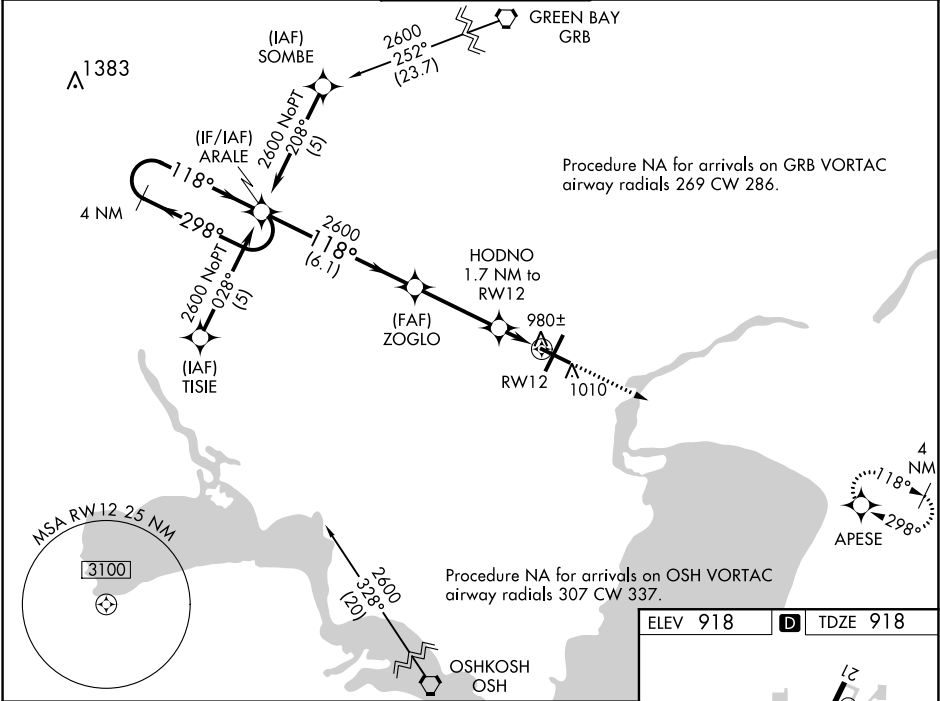 GREEN BAY
GRB
2600
252°
(23.7)
(IAF)
SOMBE
1383
2600 NoPT
208°
(5)
(IF/IAF)
ARALE
Procedure NA for arrivals on GRB VORTAC
airway radials 269 CW 286.
118°
4 NM
298°
2600
118°
(6.1)
HODNO
1.7 NM to
RW12
2600 NoPT
028°
(5)
(FAF)
ZOGLO
980±
(IAF)
TISIE
RW12
1010
4
NM
118°
298°
APESE
MSA RW12 25 NM
3100
2600
328°
(20)
Procedure NA for arrivals on OSH VORTAC
airway radials 307 CW 337.
OSHKOSH
OSH
ELEV 918
D
TDZE 918
21